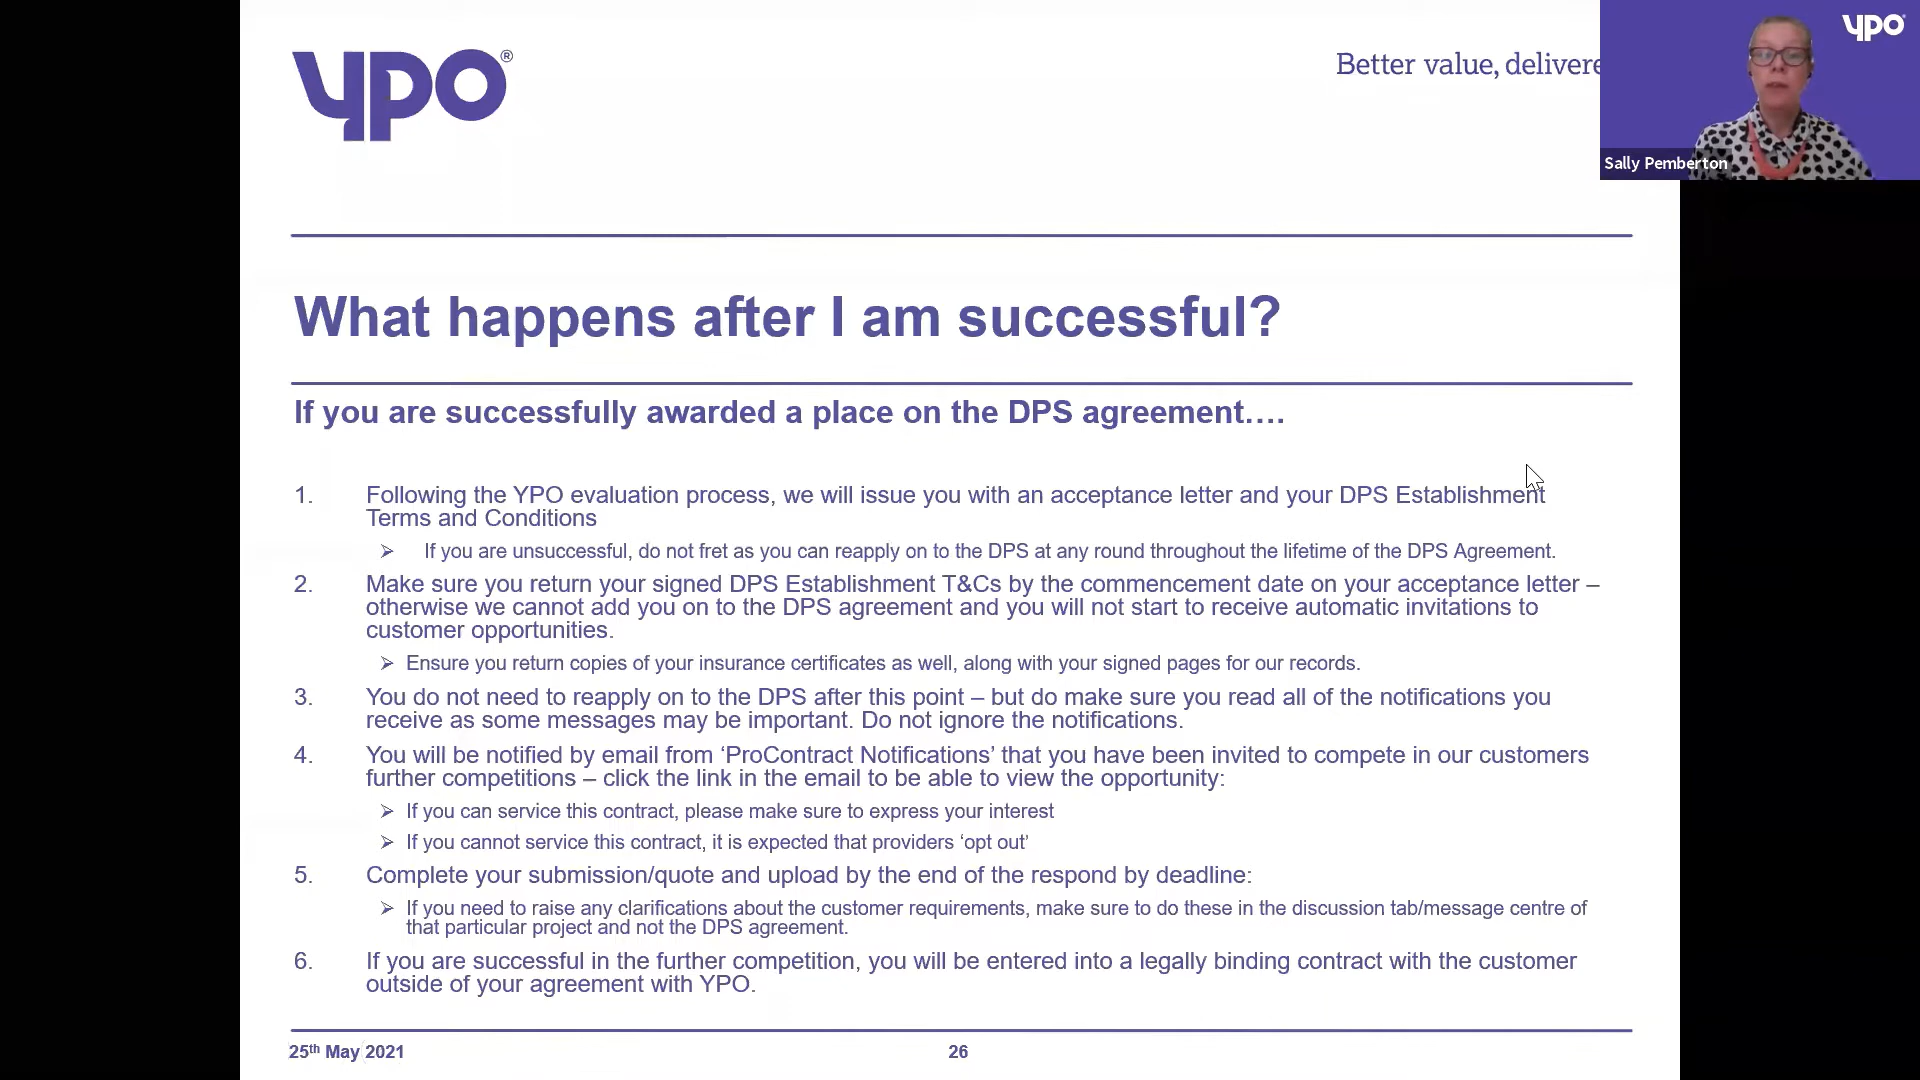 ypo®
Better value, delivere
ypo
Sally Pemberton
What happens after I am successful?
If you are successfully awarded a place on the DPS agreement....
1. Following the YPO evaluation process, we will issue you with an acceptance letter and your DPS Establishment
Terms and Conditions
➢ If you are unsuccessful, do not fret as you can reapply on to the DPS at any round throughout the lifetime of the DPS Agreement.
2. Make sure you return your signed DPS Establishment T&Cs by the commencement date on your acceptance letter –
otherwise we cannot add you on to the DPS agreement and you will not start to receive automatic invitations to
customer opportunities.
➢ Ensure you return copies of your insurance certificates as well, along with your signed pages for our records.
3. You do not need to reapply on to the DPS after this point – but do make sure you read all of the notifications you
receive as some messages may be important. Do not ignore the notifications.
4. You will be notified by email from ‘ProContract Notifications’ that you have been invited to compete in our customers
further competitions – click the link in the email to be able to view the opportunity:
➢ If you can service this contract, please make sure to express your interest
➢ If you cannot service this contract, it is expected that providers ‘opt out’
5. Complete your submission/quote and upload by the end of the respond by deadline:
➢ If you need to raise any clarifications about the customer requirements, make sure to do these in the discussion tab/message centre of
that particular project and not the DPS agreement.
6. If you are successful in the further competition, you will be entered into a legally binding contract with the customer
outside of your agreement with YPO.
25th May 2021
26